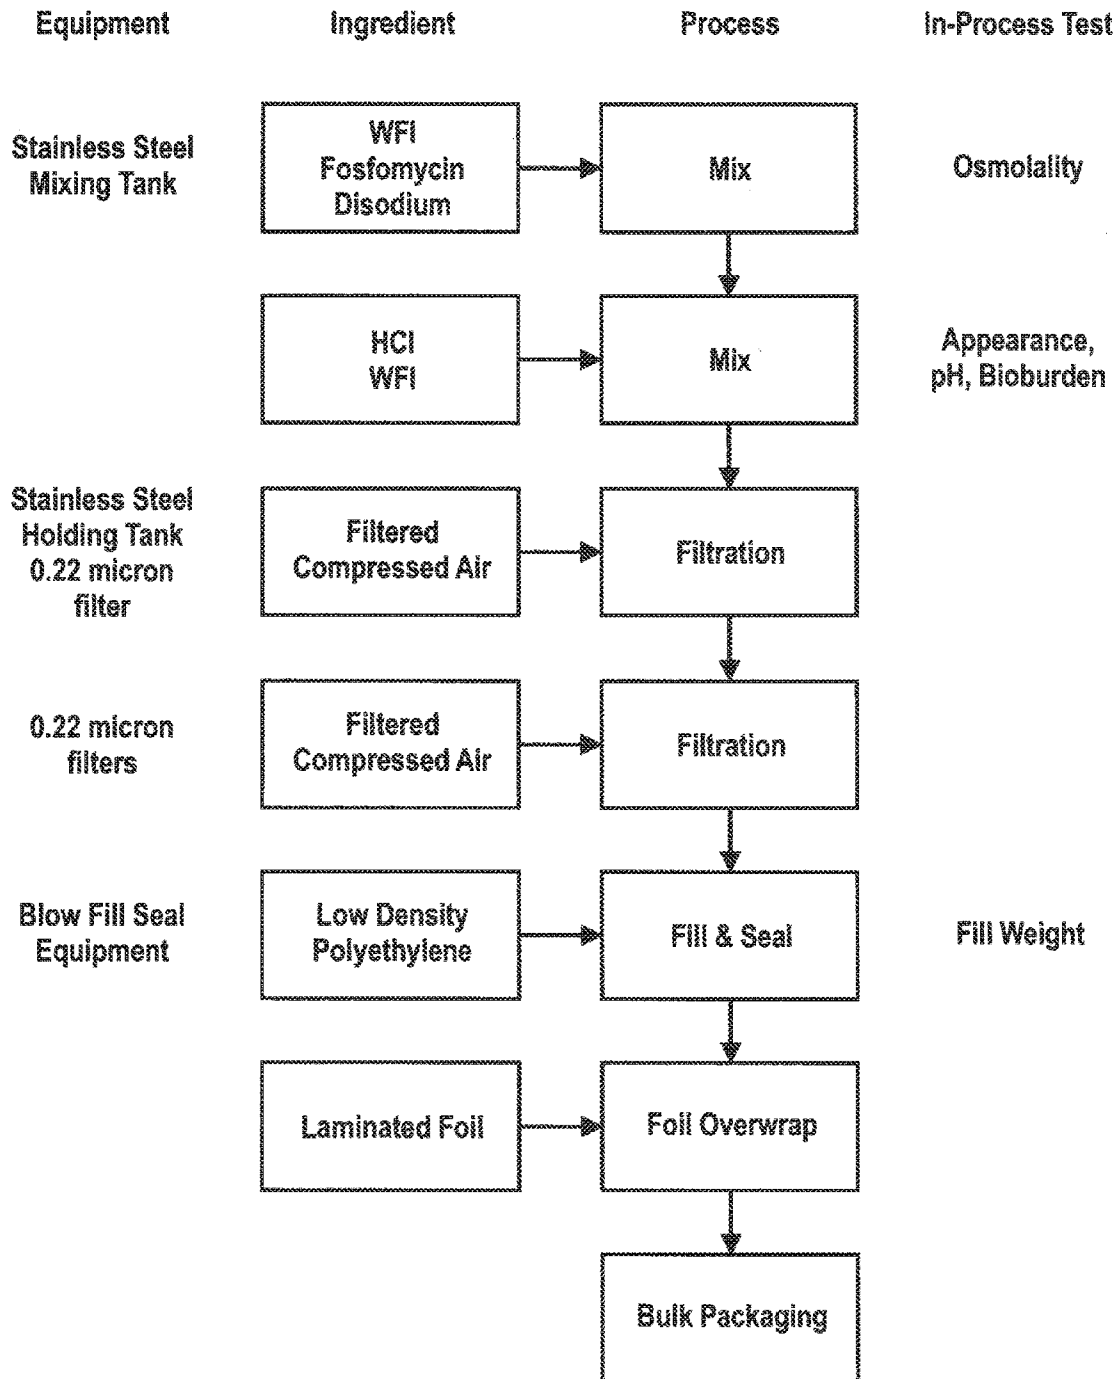 Equipment
Ingredient
Process
In-Process Test
Stainless Steel
Mixing Tank
WFI
Fosfomycin
Disodium
Mix
Osmolality
HCl
WFI
Mix
Appearance,
pH, Bioburden
Stainless Steel
Holding Tank
0.22 micron
filter
Filtered
Compressed Air
Filtration
0.22 micron
filters
Filtered
Compressed Air
Filtration
Blow Fill Seal
Equipment
Low Density
Polyethylene
Fill & Seal
Fill Weight
Laminated Foil
Foil Overwrap
Bulk Packaging